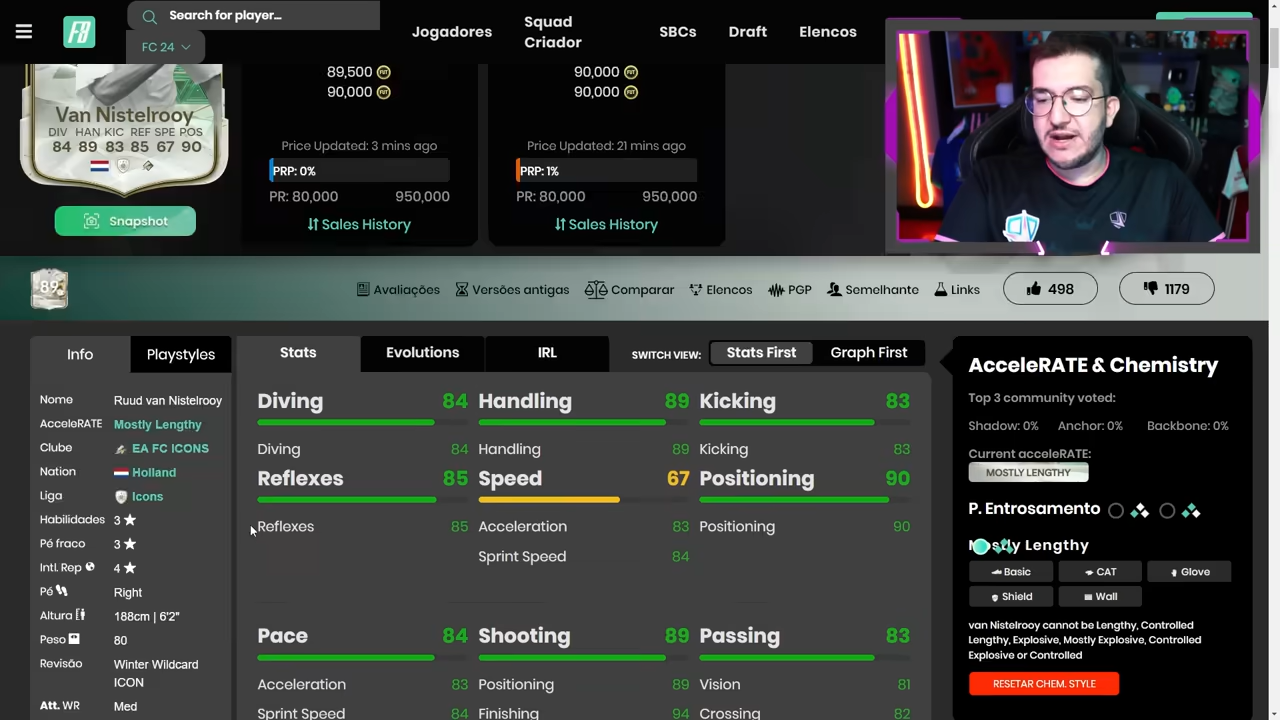 F8
Search for player...
FC 24
Jogadores
Squad
Criador
SBCs
Draft
Elencos
Van Nistelrooy
DIV HAN KIC REF SPE POS
84 89 83 85 67 90
Snapshot
89,500
90,000
Price Updated: 3 mins ago
PRP: 0%
PR: 80,000 950,000
Sales History
90,000
90,000
Price Updated: 21 mins ago
PRP: 1%
PR: 80,000 950,000
Sales History
89
Avaliações
Versões antigas
Comparar
Elencos
PGP
Semelhante
Links
498
1179
Info
Playstyles
Nome Ruud van Nistelrooy
AcceleRATE Mostly Lengthy
Clube EA FC ICONS
Nation Holland
Liga Icons
Habilidades 3
Pé fraco 3
Intl. Rep 4
Pé Right
Altura 188cm | 6'2"
Peso 80
Revisão Winter Wildcard
ICON
Att. WR Med
Stats
Evolutions
IRL
SWITCH VIEW:
Stats First
Graph First
Diving 84 Handling 89 Kicking 83
Diving 84 Handling 89 Kicking 83
Reflexes 85 Speed 67 Positioning 90
Reflexes 85 Acceleration 83 Positioning 90
Sprint Speed 84
Pace 84 Shooting 89 Passing 83
Acceleration 83 Positioning 89 Vision 81
Sprint Speed 84 Finishing 94 Crossing 82
AcceleRATE & Chemistry
Top 3 community voted:
Shadow: 0% Anchor: 0% Backbone: 0%
Current acceleRATE:
MOSTLY LENGTHY
P. Entrosamento
Mostly Lengthy
Basic CAT Glove
Shield Wall
van Nistelrooy cannot be Lengthy, Controlled
Lengthy, Explosive, Mostly Explosive, Controlled
Explosive or Controlled
RESETAR CHEM. STYLE